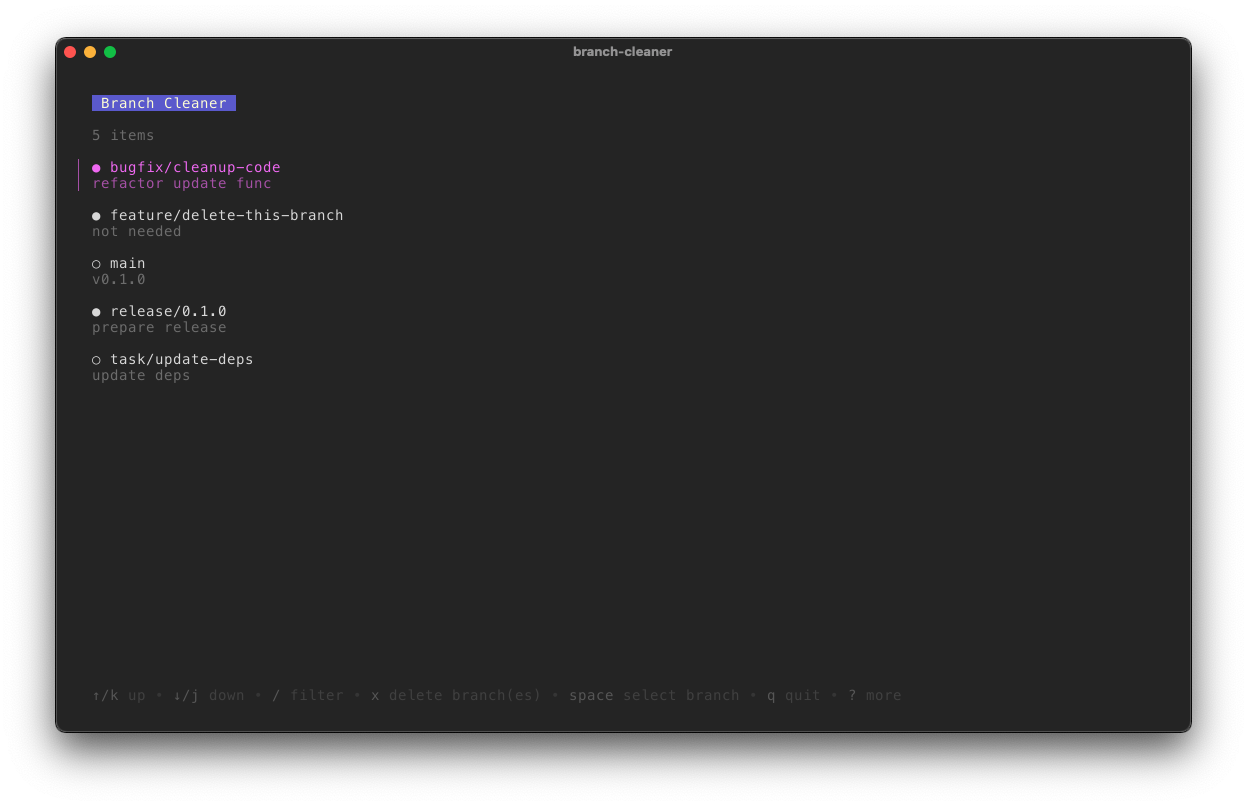 branch-cleaner
Branch Cleaner
5 items
● bugfix/cleanup-code
refactor update func
● feature/delete-this-branch
not needed
○ main
v0.1.0
● release/0.1.0
prepare release
○ task/update-deps
update deps
↑/k up • ↓/j down • / filter • x delete branch(es) • space select branch • q quit • ? more